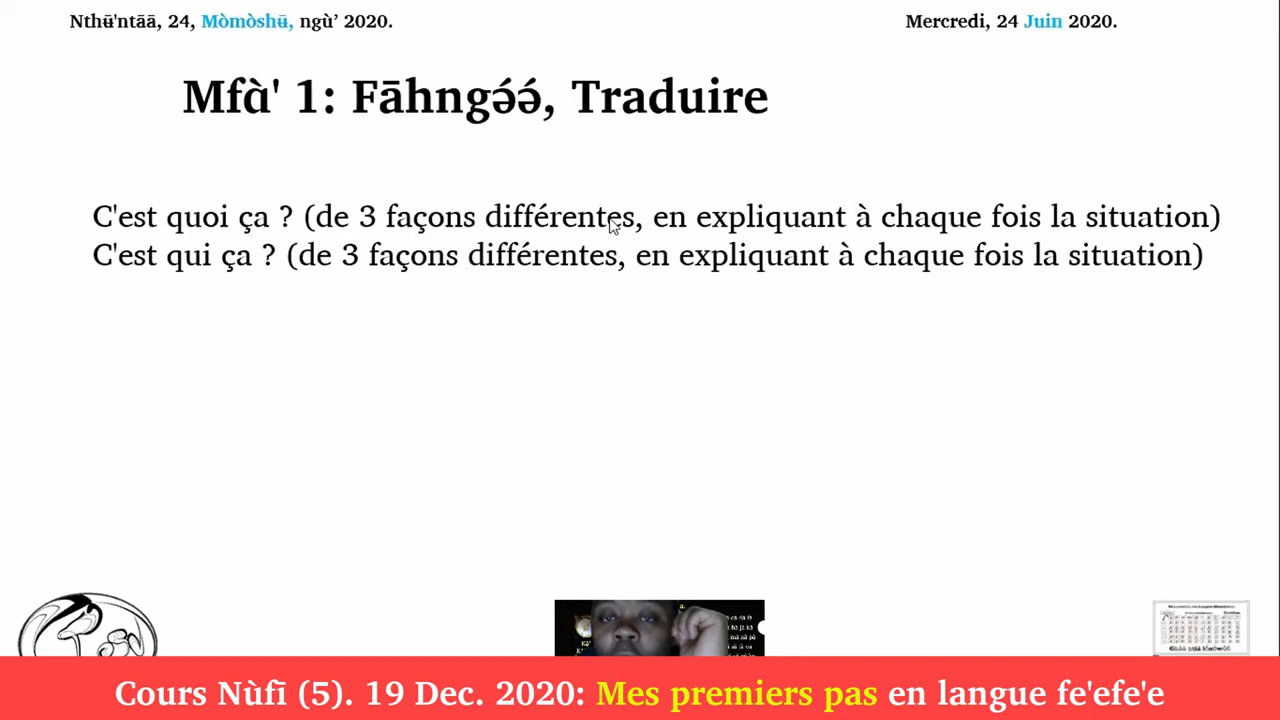 Nthʉ̄'ntāā, 24, Mòmòshʉ̄, ngù’ 2020.
Mercredi, 24 Juin 2020.
Mfà' 1: Fāhngə́ə́, Traduire
C'est quoi ça ? (de 3 façons différentes, en expliquant à chaque fois la situation)
C'est qui ça ? (de 3 façons différentes, en expliquant à chaque fois la situation)
Cours Nùfī (5). 19 Dec. 2020: Mes premiers pas en langue fe'efe'e